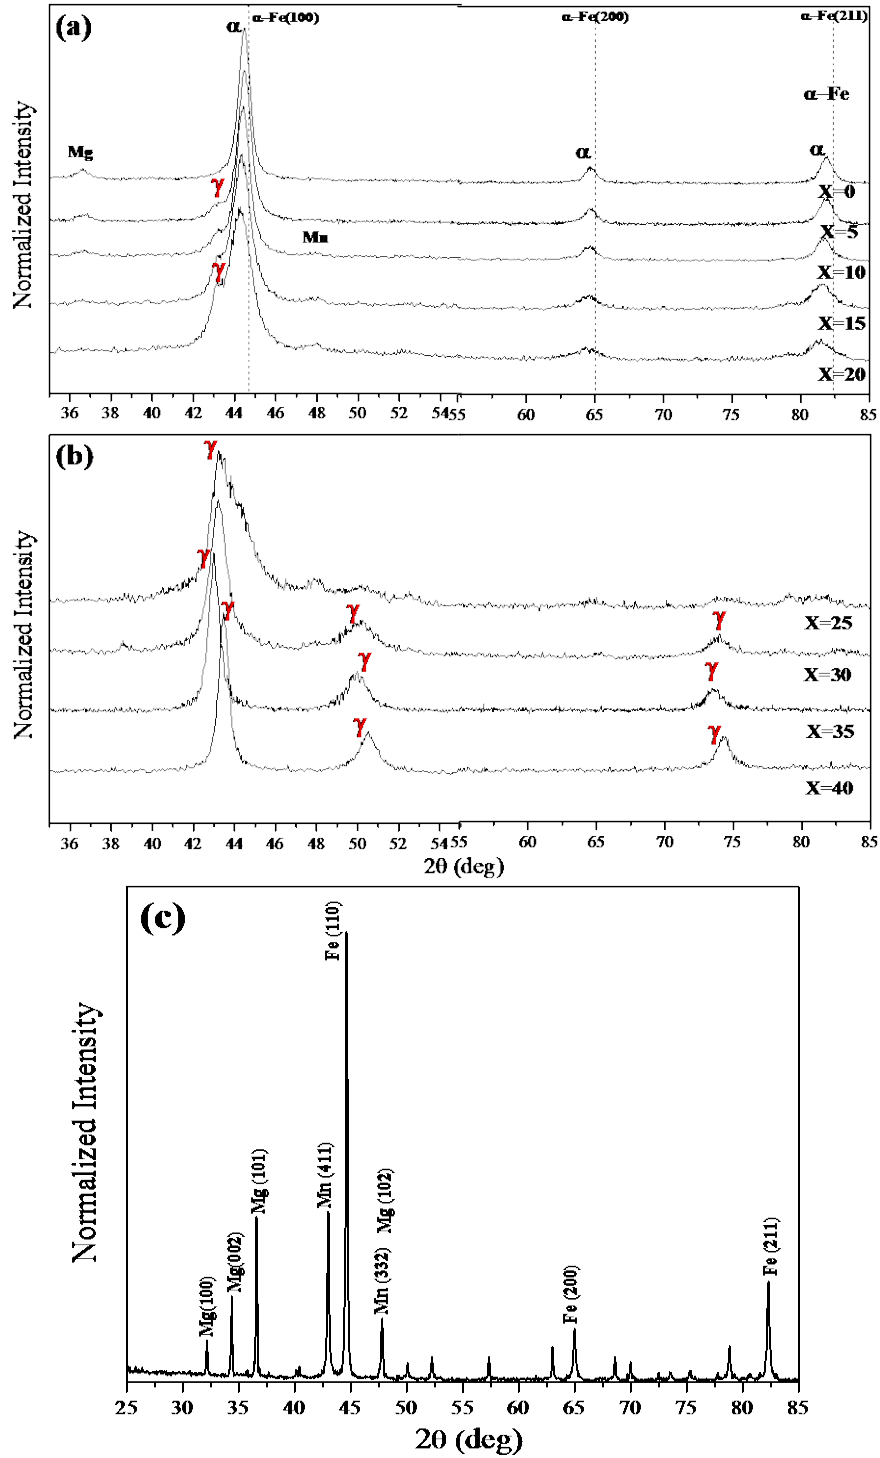 (a)
α–Fe(100)
α–Fe(200)
α–Fe(211)
α
α–Fe
Mg
α
α
γ
X=0
X=5
Mn
γ
X=10
X=15
X=20
Normalized Intensity
36 38 40 42 44 46 48 50 52 54 55 60 65 70 75 80 85
(b)
γ
γ
γ
γ
γ
X=25
γ
γ
X=30
γ
γ
X=35
X=40
Normalized Intensity
36 38 40 42 44 46 48 50 52 54 55 60 65 70 75 80 85
2θ (deg)
(c)
Fe (110)
Mg (101)
Mn (411)
Mg (102)
Mg(002)
Mn (332)
Mg(100)
Fe (200)
Fe (211)
Normalized Intensity
25 30 35 40 45 50 55 60 65 70 75 80 85
2θ (deg)